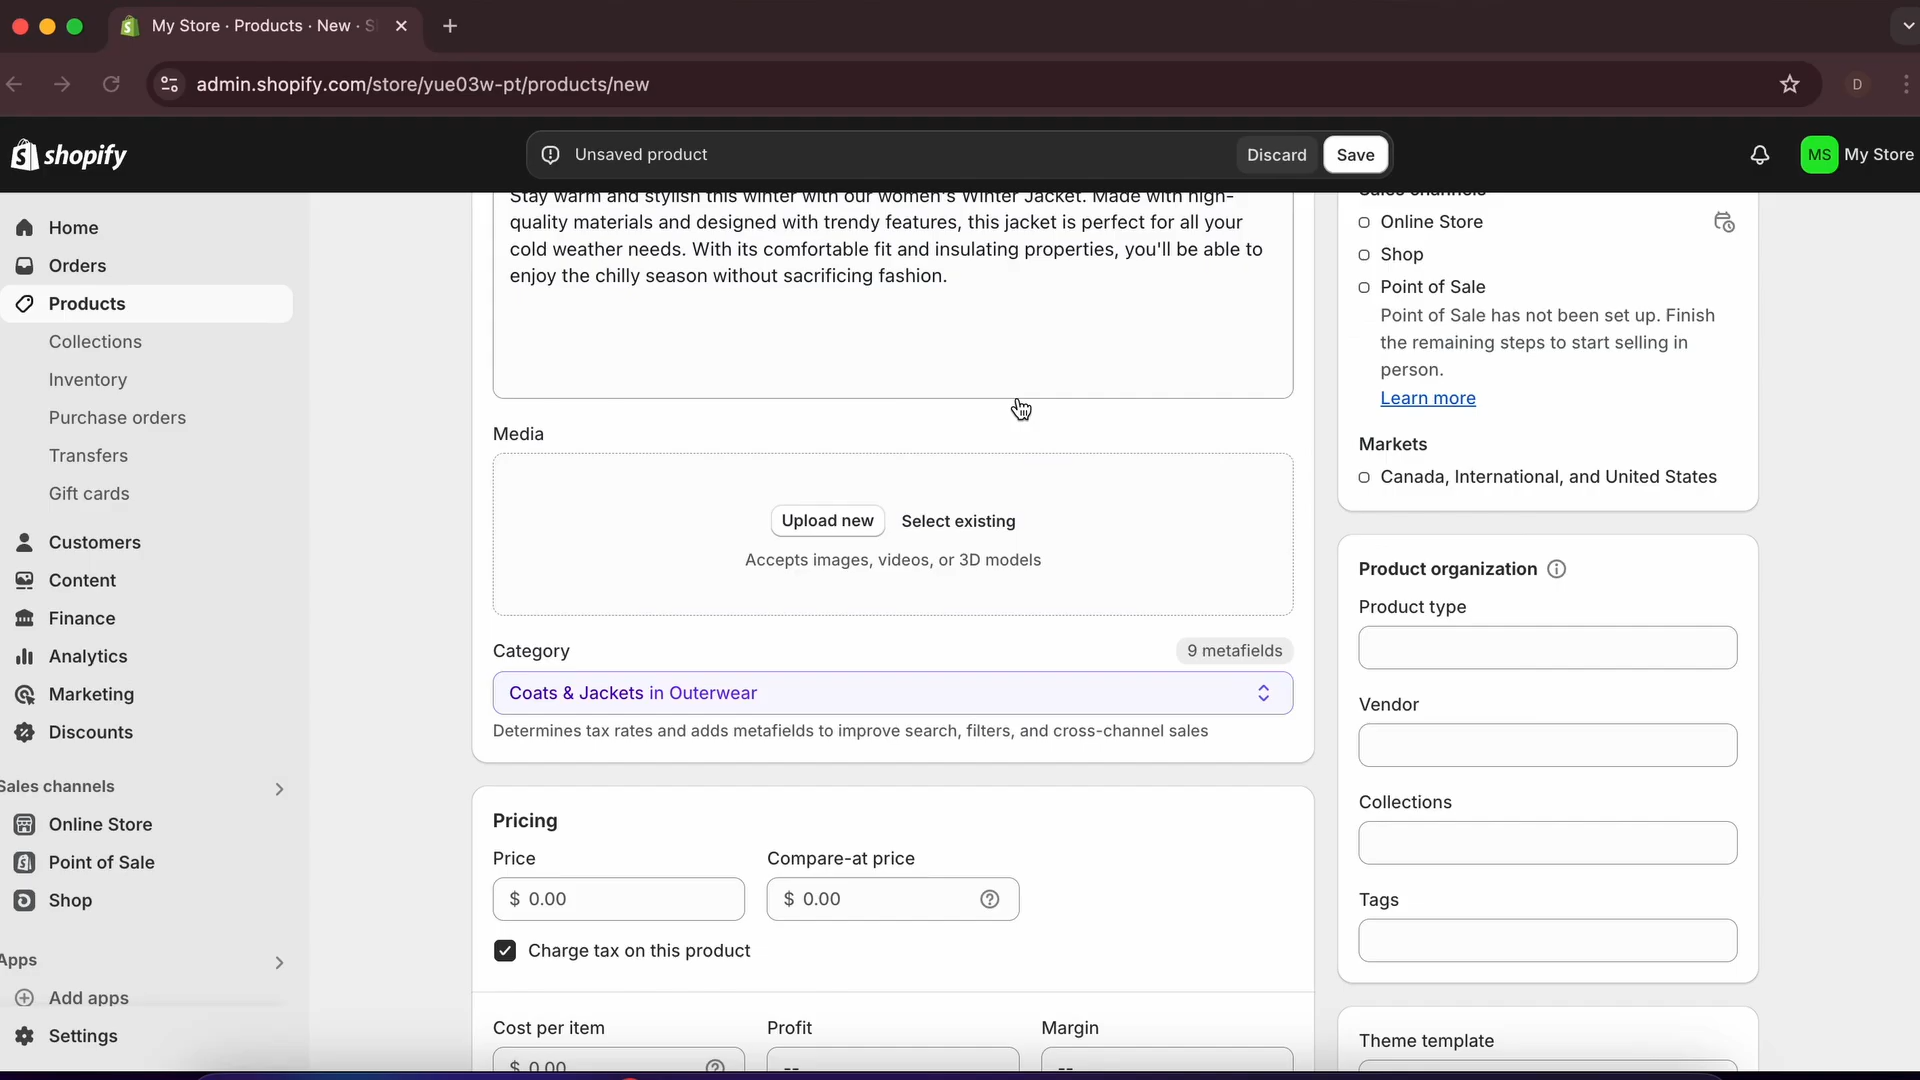 My Store · Products · New · S
admin.shopify.com/store/yue03w-pt/products/new
D
shopify
Unsaved product
Discard
Save
MS
My Store
Home
Orders
Products
Collections
Inventory
Purchase orders
Transfers
Gift cards
Customers
Content
Finance
Analytics
Marketing
Discounts
Sales channels
Online Store
Point of Sale
Shop
Apps
Add apps
Settings
Stay warm and stylish this winter with our women's Winter Jacket. Made with high-
quality materials and designed with trendy features, this jacket is perfect for all your
cold weather needs. With its comfortable fit and insulating properties, you'll be able to
enjoy the chilly season without sacrificing fashion.
Media
Upload new
Select existing
Accepts images, videos, or 3D models
Category
9 metafields
Coats & Jackets in Outerwear
Determines tax rates and adds metafields to improve search, filters, and cross-channel sales
Pricing
Price
Compare-at price
$ 0.00
$ 0.00
Charge tax on this product
Cost per item
Profit
Margin
$ 0.00
--
--
Sales channels
Online Store
Shop
Point of Sale
Point of Sale has not been set up. Finish
the remaining steps to start selling in
person.
Learn more
Markets
Canada, International, and United States
Product organization
Product type
Vendor
Collections
Tags
Theme template